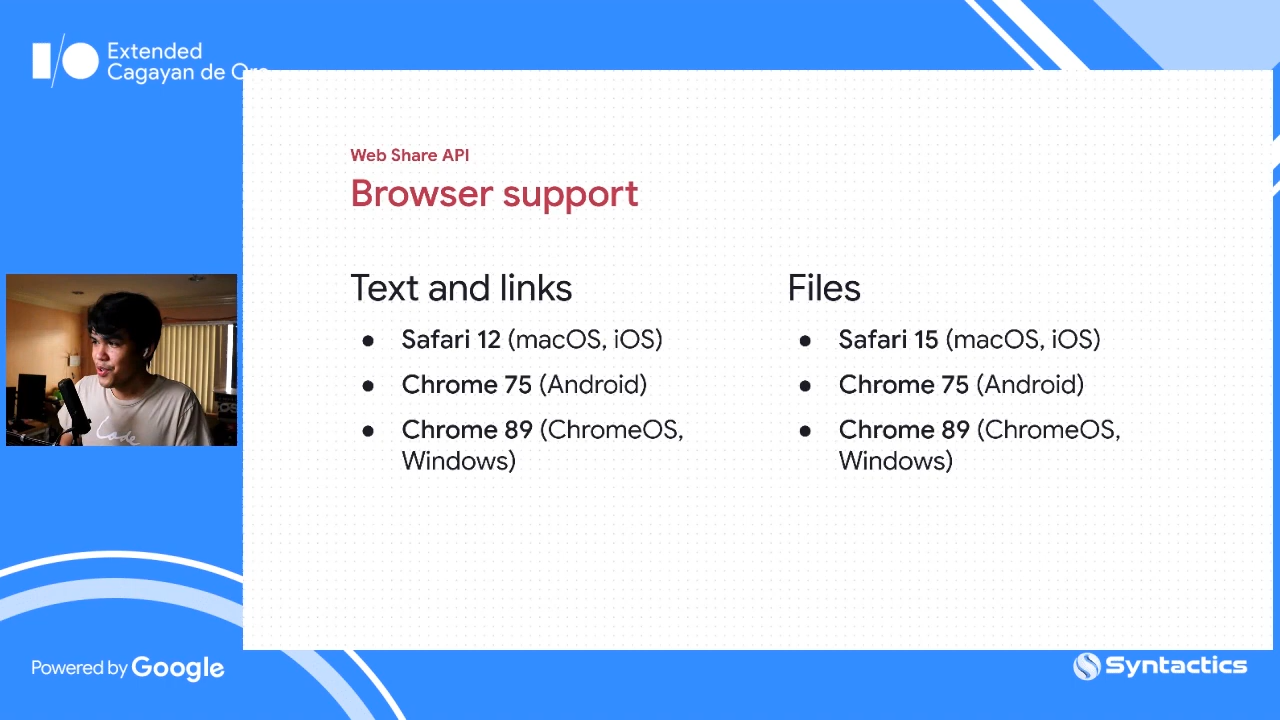 Extended
Cagayan de Oro
Web Share API
Browser support
Text and links
● Safari 12 (macOS, iOS)
● Chrome 75 (Android)
● Chrome 89 (ChromeOS,
Windows)
Files
● Safari 15 (macOS, iOS)
● Chrome 75 (Android)
● Chrome 89 (ChromeOS,
Windows)
Code
Powered by Google
Syntactics